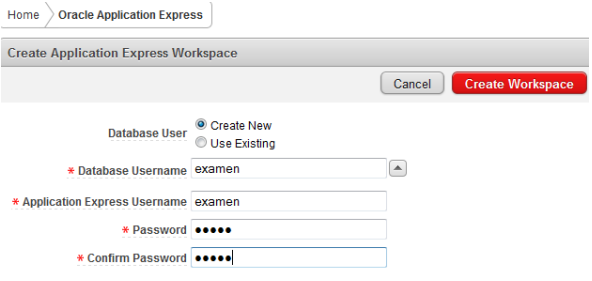 Home Oracle Application Express
Create Application Express Workspace
Cancel Create Workspace
Database User Create New
Use Existing
* Database Username examen
* Application Express Username examen
* Password •••••
* Confirm Password •••••